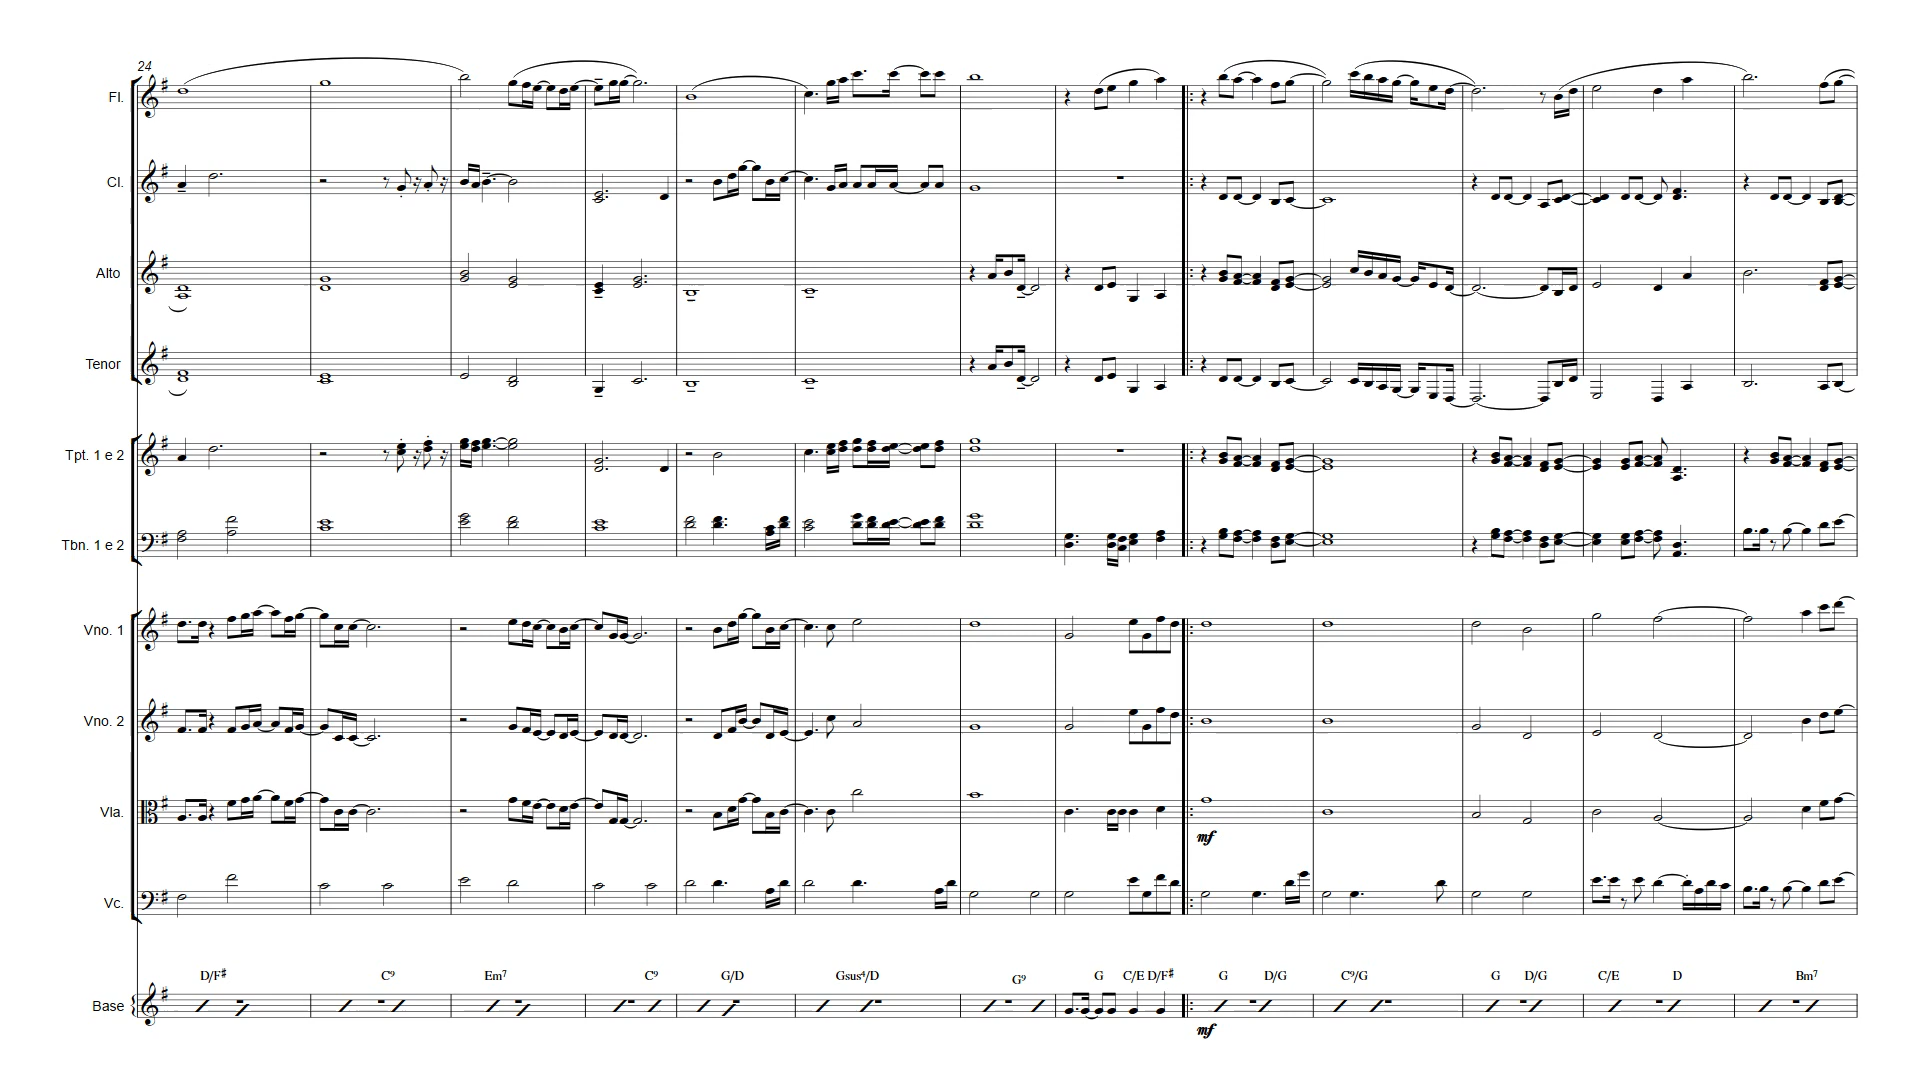 24
Fl.
Cl.
Alto
Tenor
Tpt. 1 e 2
Tbn. 1 e 2
Vno. 1
Vno. 2
Vla.
mf
Vc.
D/F♯ C⁹ Em⁷ C⁹ G/D Gsus⁴/D G⁹ G C/E D/F♯ G D/G C⁹/G G D/G C/E D Bm⁷
Base
mf